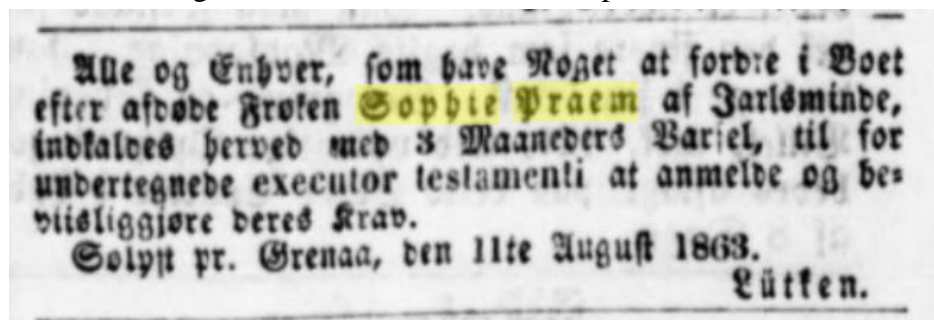 Alle og Enhver, som have Noget at fordre i Boet
efter afdøde Frøken Sophie Praem af Jarlsminde,
indkaldes herved med 3 Maaneders Varsel, til for
undertegnede executor testamenti at anmelde og be-
viisliggjøre deres Krav.
Solpyt pr. Grenaa, den 11te August 1863.
Lütken.